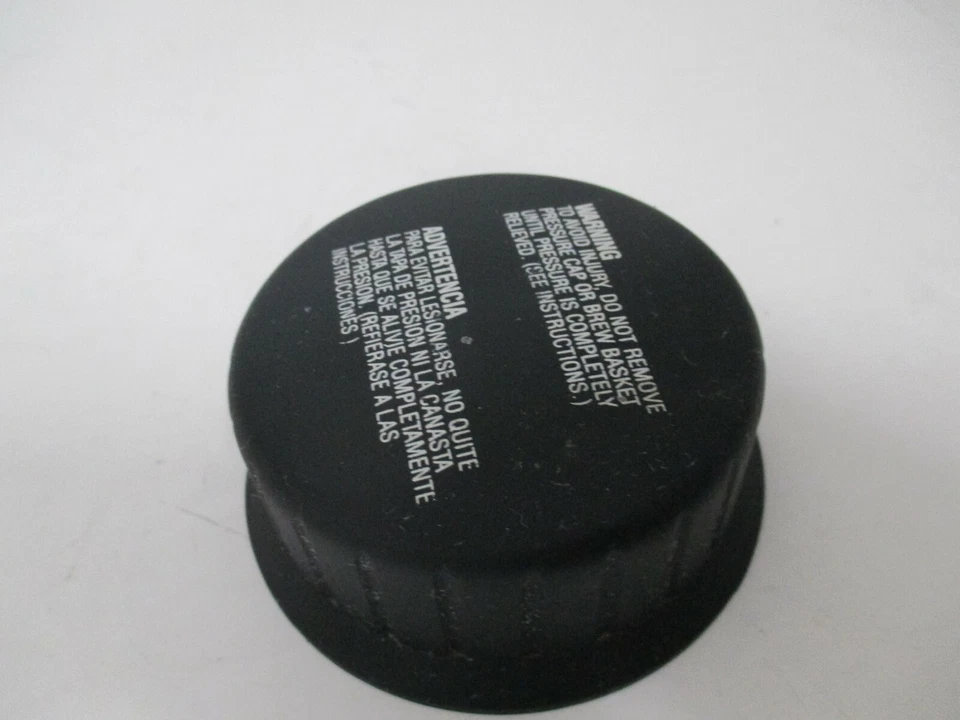 WARNING
TO AVOID INJURY, DO NOT REMOVE
PRESSURE CAP OR BREW BASKET
UNTIL PRESSURE IS COMPLETELY
RELIEVED. (SEE INSTRUCTIONS.)
ADVERTENCIA
PARA EVITAR LESIONARSE, NO QUITE
LA TAPA DE PRESION NI LA CANASTA
HASTA QUE SE ALIVIE COMPLETAMENTE
LA PRESION. (REFIERASE A LAS
INSTRUCCIONES )